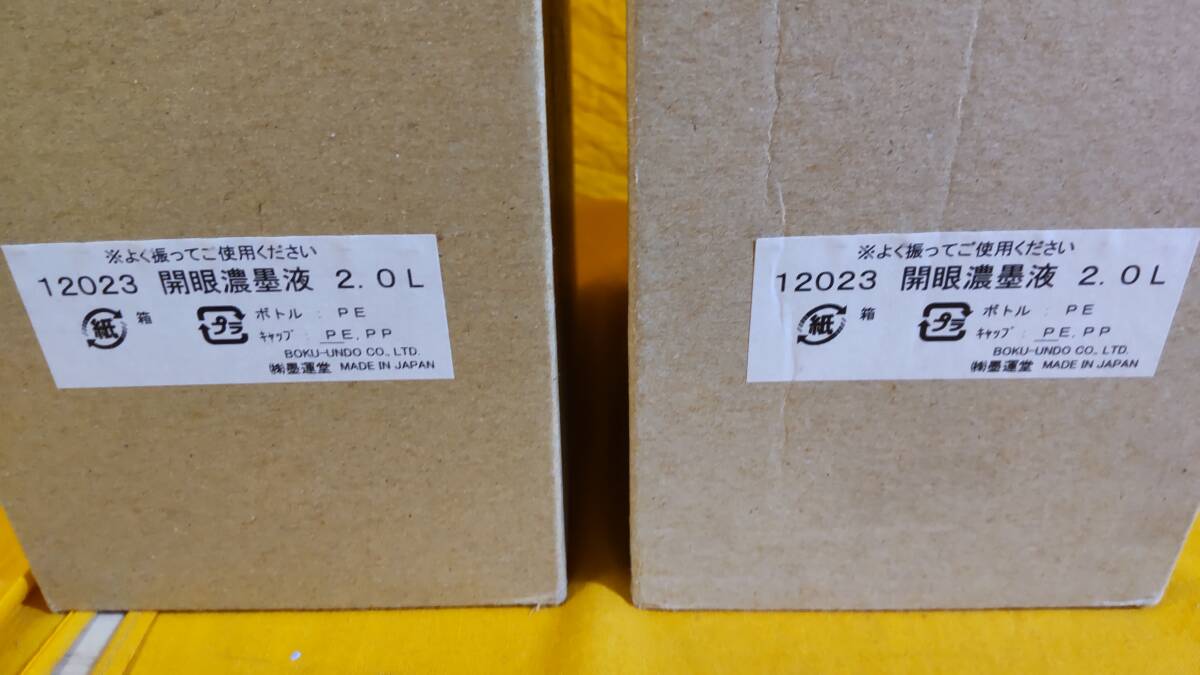 ※よく振ってご使用ください
12023 開眼濃墨液 2.0L
紙 箱 プラ ボトル : PE
ｷｬｯﾌﾟ : PE, PP
BOKU-UNDO CO., LTD.
㈱墨運堂 MADE IN JAPAN
※よく振ってご使用ください
12023 開眼濃墨液 2.0L
紙 箱 プラ ボトル : PE
ｷｬｯﾌﾟ : PE, PP
BOKU-UNDO CO., LTD.
㈱墨運堂 MADE IN JAPAN